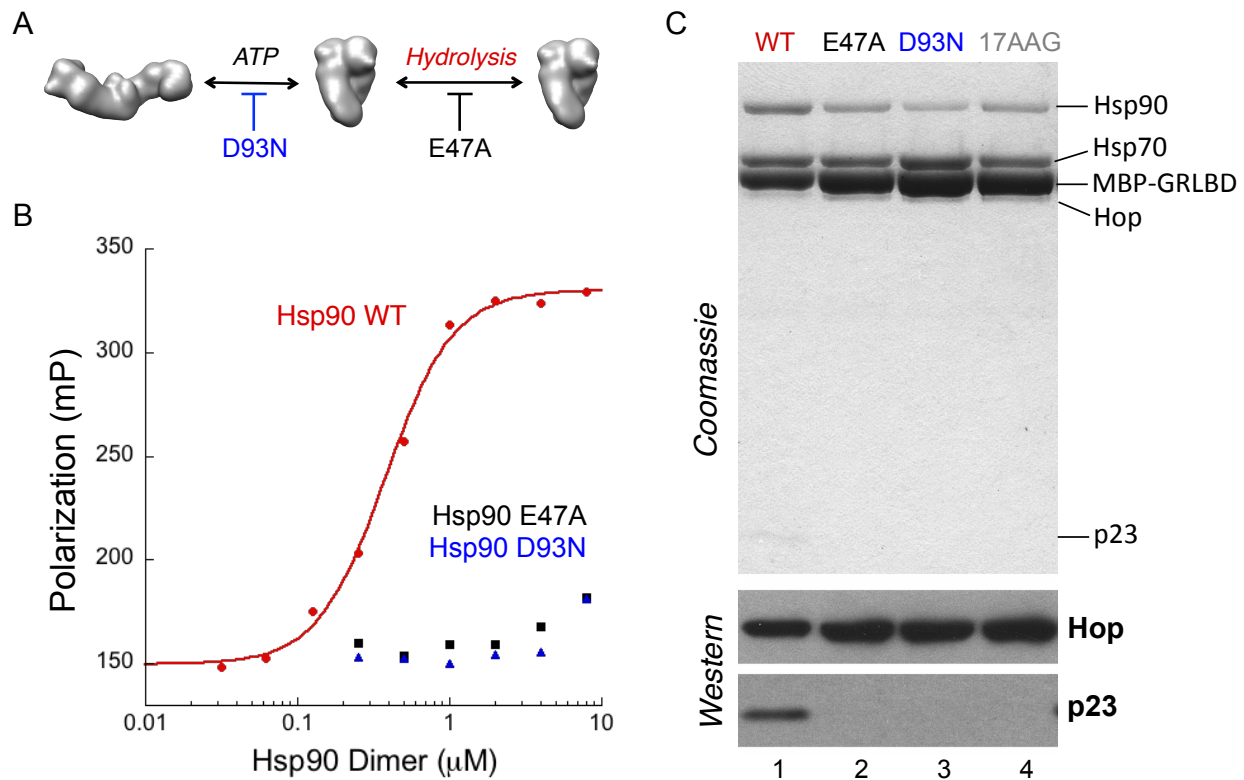 A
ATP
Hydrolysis
D93N
E47A
B
350
300
250
200
150
Polarization (mP)
Hsp90 WT
Hsp90 E47A
Hsp90 D93N
0.01
0.1
1
10
Hsp90 Dimer (μM)
C
WT E47A D93N 17AAG
Hsp90
Hsp70
MBP-GRLBD
Hop
p23
Coomassie
Hop
p23
Western
1 2 3 4